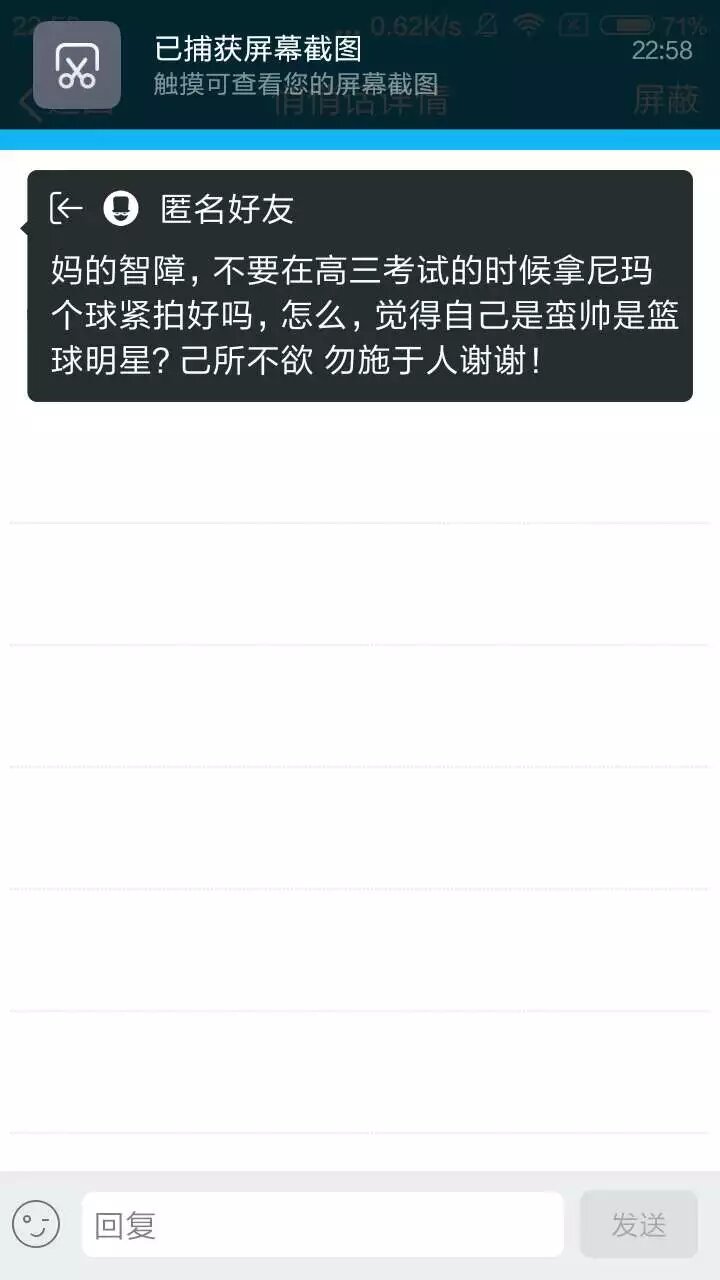 已捕获屏幕截图
22:58
触摸可查看您的屏幕截图
0.62K/s
71%
悄悄话详情
屏蔽
匿名好友
妈的智障，不要在高三考试的时候拿尼玛
个球紧拍好吗，怎么，觉得自己是蛮帅是篮
球明星？己所不欲 勿施于人谢谢！
回复
发送